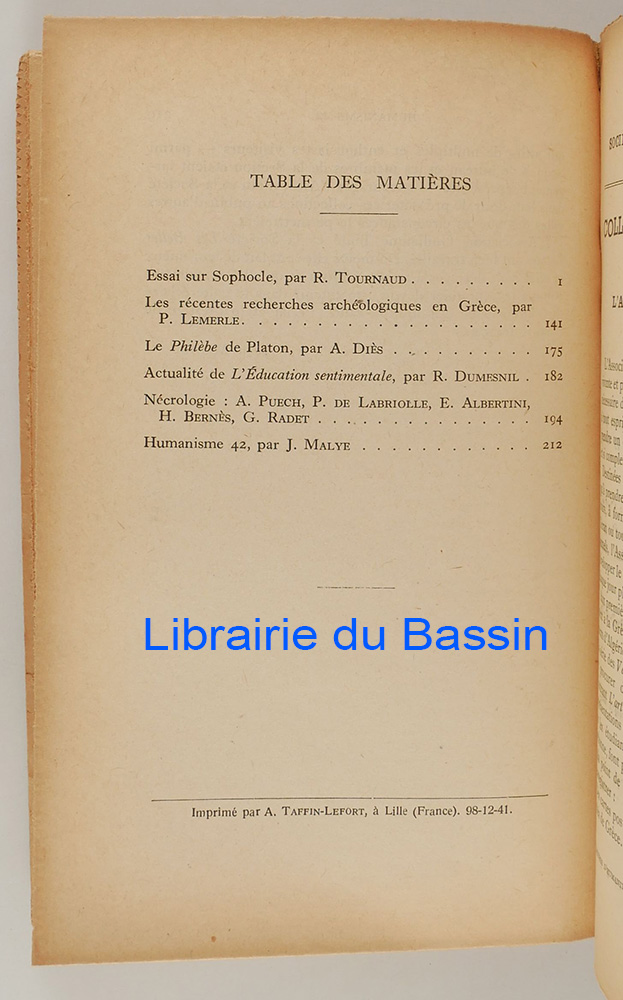 TABLE DES MATIÈRES
Essai sur Sophocle, par R. TOURNAUD . . . . . . . . . 1
Les récentes recherches archéologiques en Grèce, par
P. LEMERLE. . . . . . . . . . . . . . . . . . 141
Le Philèbe de Platon, par A. DIÈS . . . . . . . . . . 175
Actualité de L'Éducation sentimentale, par R. DUMESNIL . 182
Nécrologie : A. PUECH, P. DE LABRIOLLE, E. ALBERTINI,
H. BERNÈS, G. RADET . . . . . . . . . . . . . . 194
Humanisme 42, par J. MALYE . . . . . . . . . . . . 212
Librairie du Bassin
Imprimé par A. TAFFIN-LEFORT, à Lille (France). 98-12-41.